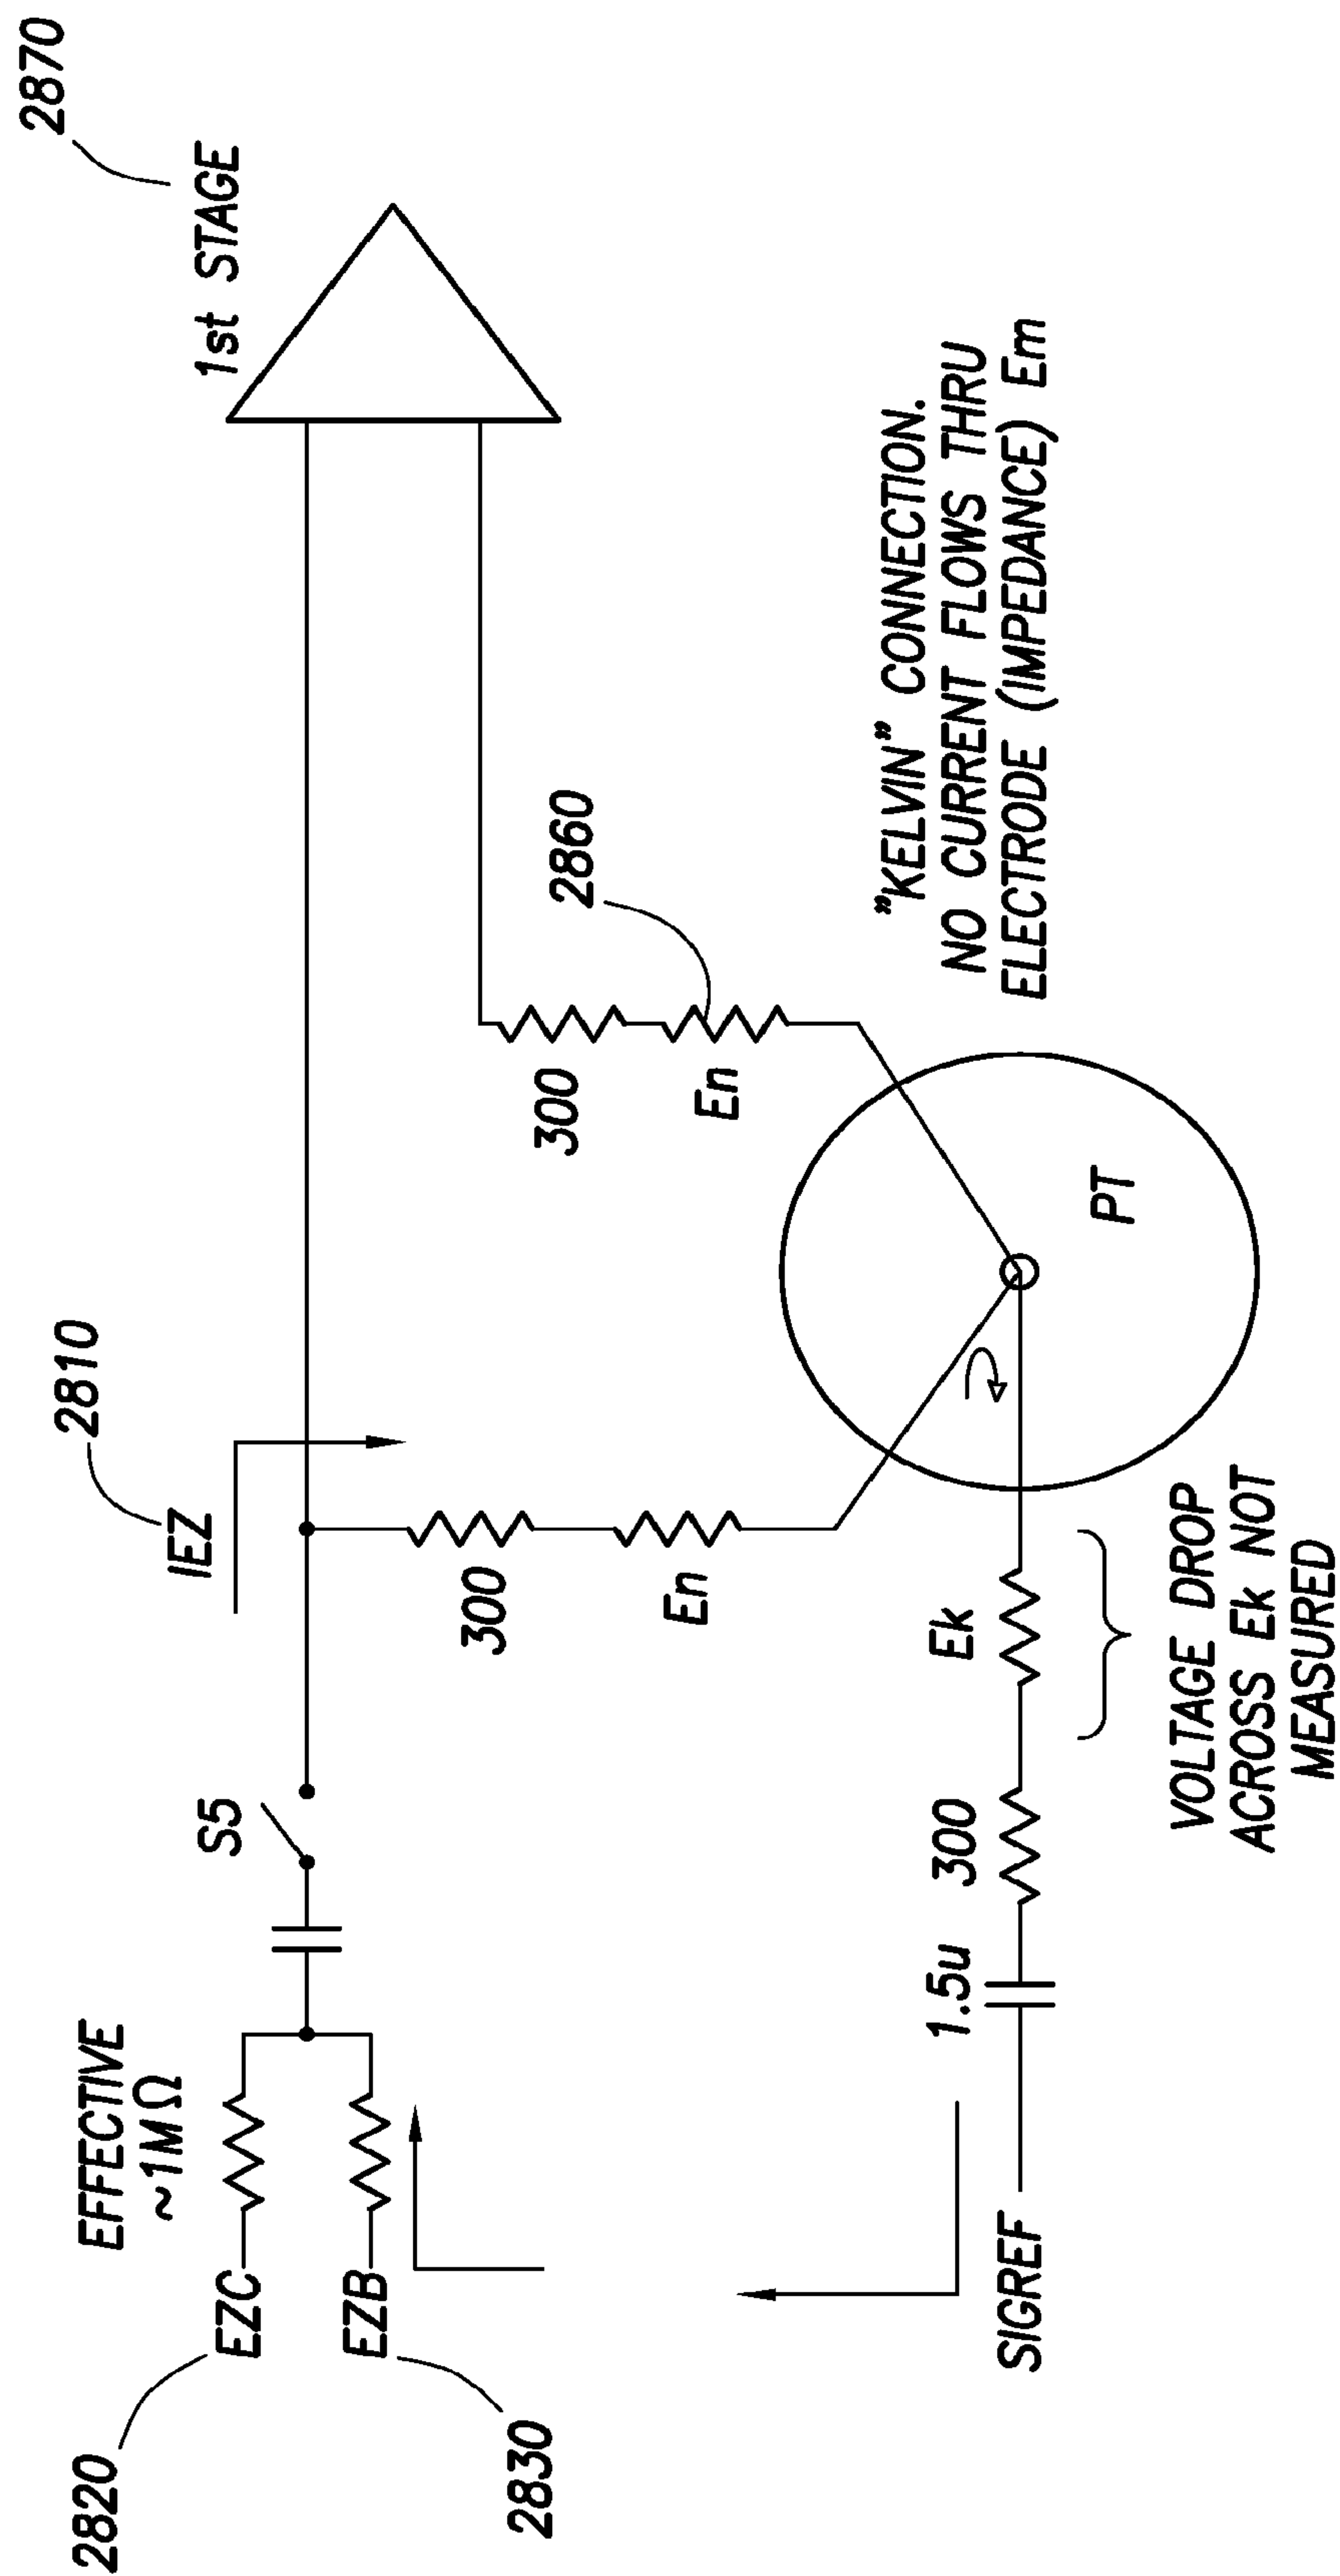 2870
1st STAGE
2810
IEZ
S5
EFFECTIVE
~1MΩ
EZC
EZB
2820
2830
300
En
300
En
2860
"KELVIN" CONNECTION.
NO CURRENT FLOWS THRU
ELECTRODE (IMPEDANCE) Em
PT
Ek
300
1.5u
SIGREF
VOLTAGE DROP
ACROSS Ek NOT
MEASURED